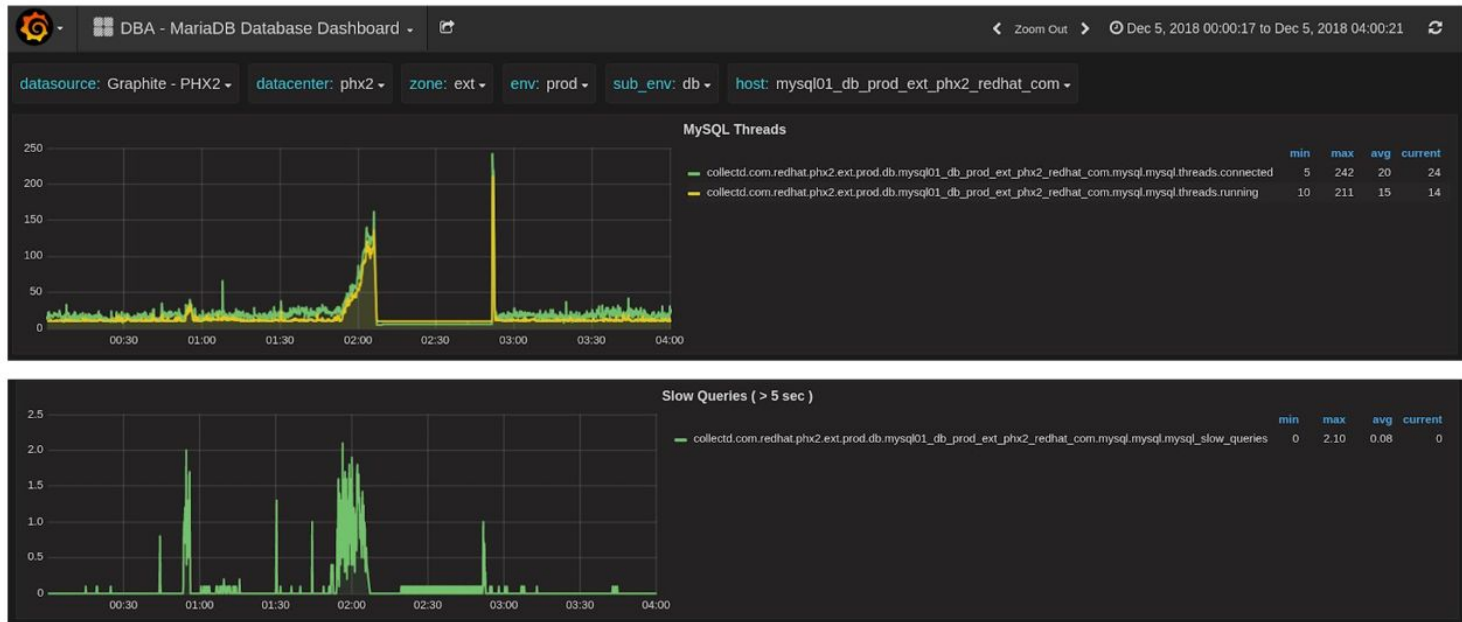 DBA - MariaDB Database Dashboard
Zoom Out
Dec 5, 2018 00:00:17 to Dec 5, 2018 04:00:21
datasource: Graphite - PHX2 datacenter: phx2 zone: ext env: prod sub_env: db host: mysql01_db_prod_ext_phx2_redhat_com
MySQL Threads
250
200
150
100
50
0
00:30 01:00 01:30 02:00 02:30 03:00 03:30 04:00
min max avg current
collectd.com.redhat.phx2.ext.prod.db.mysql01_db_prod_ext_phx2_redhat_com.mysql.mysql.threads.connected 5 242 20 24
collectd.com.redhat.phx2.ext.prod.db.mysql01_db_prod_ext_phx2_redhat_com.mysql.mysql.threads.running 10 211 15 14
Slow Queries ( > 5 sec )
2.5
2.0
1.5
1.0
0.5
0
00:30 01:00 01:30 02:00 02:30 03:00 03:30 04:00
min max avg current
collectd.com.redhat.phx2.ext.prod.db.mysql01_db_prod_ext_phx2_redhat_com.mysql.mysql.mysql_slow_queries 0 2.10 0.08 0